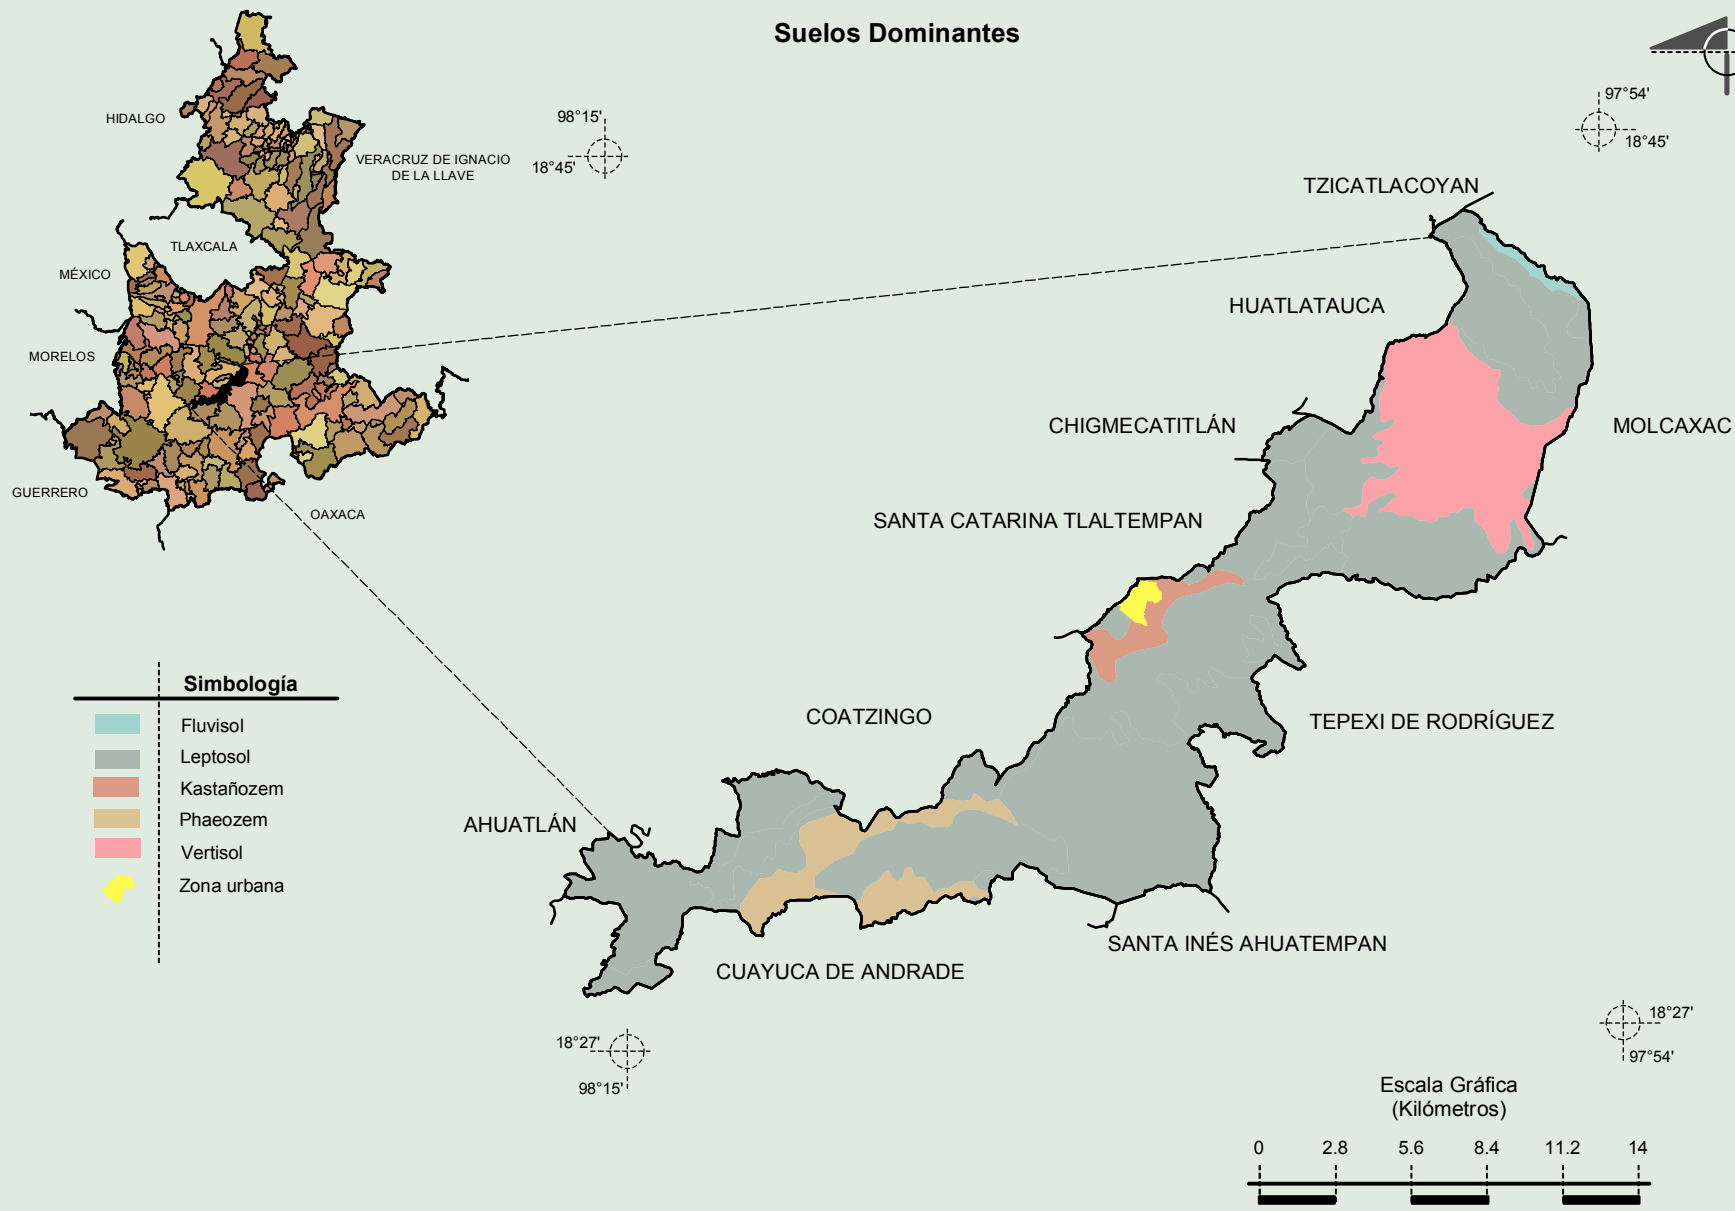 Suelos Dominantes
HIDALGO
VERACRUZ DE IGNACIO
DE LA LLAVE
TLAXCALA
MÉXICO
MORELOS
GUERRERO
OAXACA
98°15'
18°45'
97°54'
18°45'
TZICATLACOYAN
HUATLATAUCA
CHIGMECATITLÁN
MOLCAXAC
SANTA CATARINA TLALTEMPAN
COATZINGO
TEPEXI DE RODRÍGUEZ
AHUATLÁN
SANTA INÉS AHUATEMPAN
CUAYUCA DE ANDRADE
Simbología
Fluvisol
Leptosol
Kastañozem
Phaeozem
Vertisol
Zona urbana
18°27'
98°15'
18°27'
97°54'
Escala Gráfica
(Kilómetros)
0 2.8 5.6 8.4 11.2 14